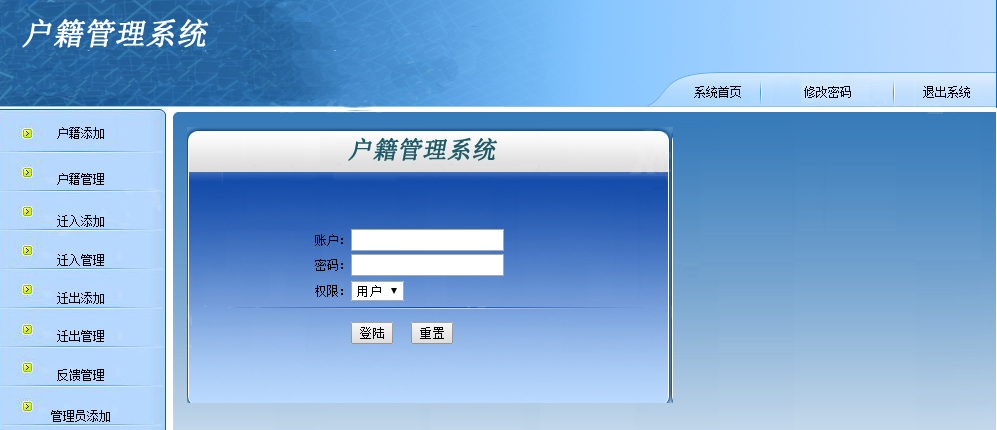 户籍管理系统
系统首页 修改密码 退出系统
户籍添加
户籍管理
迁入添加
迁入管理
迁出添加
迁出管理
反馈管理
管理员添加
户籍管理系统
账户：
密码：
权限： 用户
登陆 重置